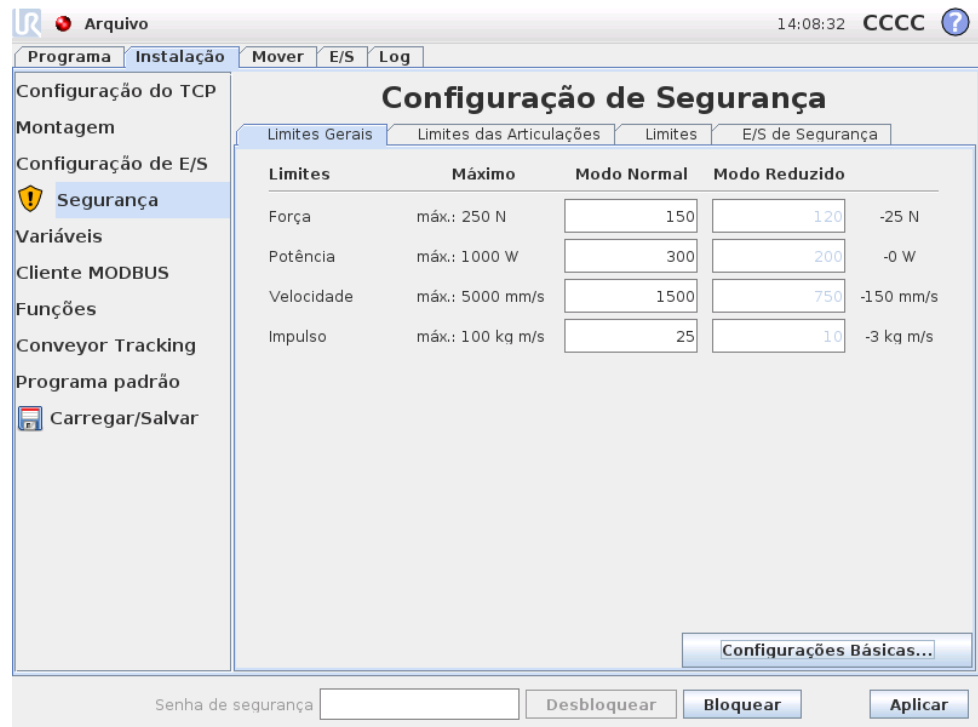 UR Arquivo 14:08:32 CCCC ?
Programa Instalação Mover E/S Log
Configuração do TCP
Montagem
Configuração de E/S
! Segurança
Variáveis
Cliente MODBUS
Funções
Conveyor Tracking
Programa padrão
Carregar/Salvar
Configuração de Segurança
Limites Gerais Limites das Articulações Limites E/S de Segurança
Limites Máximo Modo Normal Modo Reduzido
Força máx.: 250 N 150 120 -25 N
Potência máx.: 1000 W 300 200 -0 W
Velocidade máx.: 5000 mm/s 1500 750 -150 mm/s
Impulso máx.: 100 kg m/s 25 10 -3 kg m/s
Configurações Básicas...
Senha de segurança Desbloquear Bloquear Aplicar